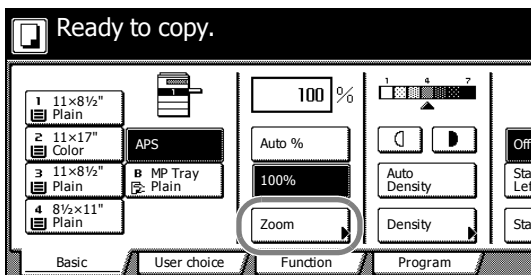 Ready to copy.
1 11×8½"
Plain
2 11×17"
Color
3 11×8½"
Plain
4 8½×11"
Plain
1
APS
B MP Tray
Plain
100 %
Auto %
100%
Zoom
1 4 7
Auto
Density
Density
Off
Sta
Lef
Sta
Basic
User choice
Function
Program